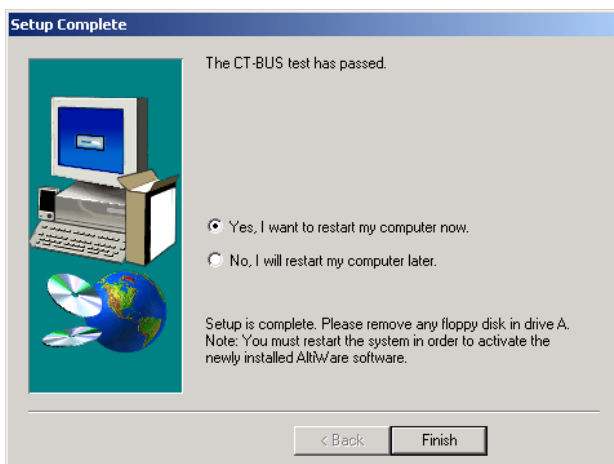 Setup Complete
The CT-BUS test has passed.
Yes, I want to restart my computer now.
No, I will restart my computer later.
Setup is complete. Please remove any floppy disk in drive A.
Note: You must restart the system in order to activate the
newly installed AltiWare software.
< Back
Finish